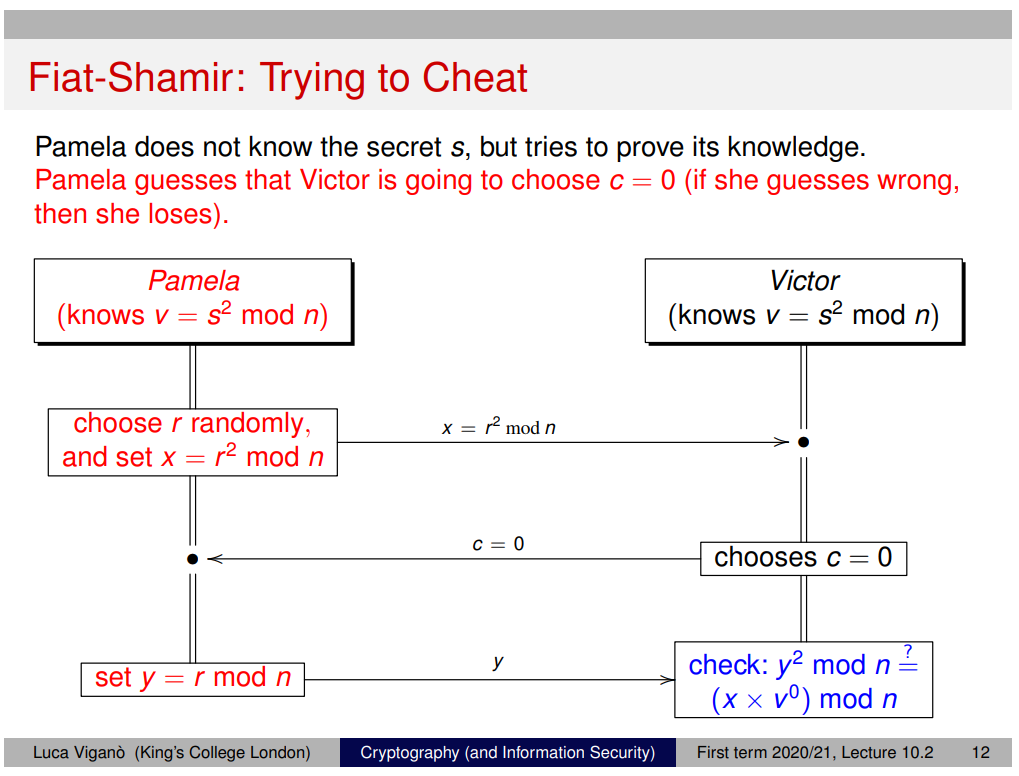 Fiat-Shamir: Trying to Cheat
Pamela does not know the secret s, but tries to prove its knowledge.
Pamela guesses that Victor is going to choose c = 0 (if she guesses wrong,
then she loses).
Pamela
(knows v = s² mod n)
Victor
(knows v = s² mod n)
choose r randomly,
and set x = r² mod n
x = r² mod n
c = 0
chooses c = 0
set y = r mod n
y
check: y² mod n ≟
(x × v⁰) mod n
Luca Viganò (King's College London) Cryptography (and Information Security) First term 2020/21, Lecture 10.2 12